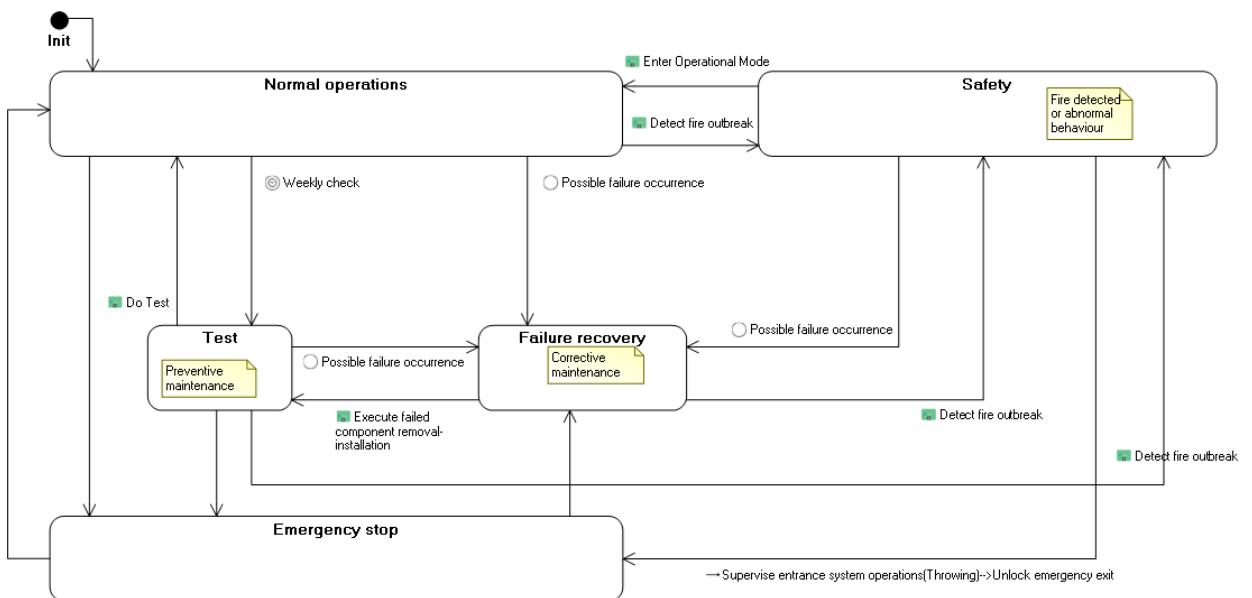 Init
Normal operations
Enter Operational Mode
Safety
Fire detected
or abnormal
behaviour
Detect fire outbreak
Weekly check
Possible failure occurrence
Do Test
Test
Preventive
maintenance
Possible failure occurrence
Failure recovery
Corrective
maintenance
Possible failure occurrence
Execute failed
component removal-
installation
Detect fire outbreak
Detect fire outbreak
Emergency stop
Supervise entrance system operations(Throwing)-->Unlock emergency exit